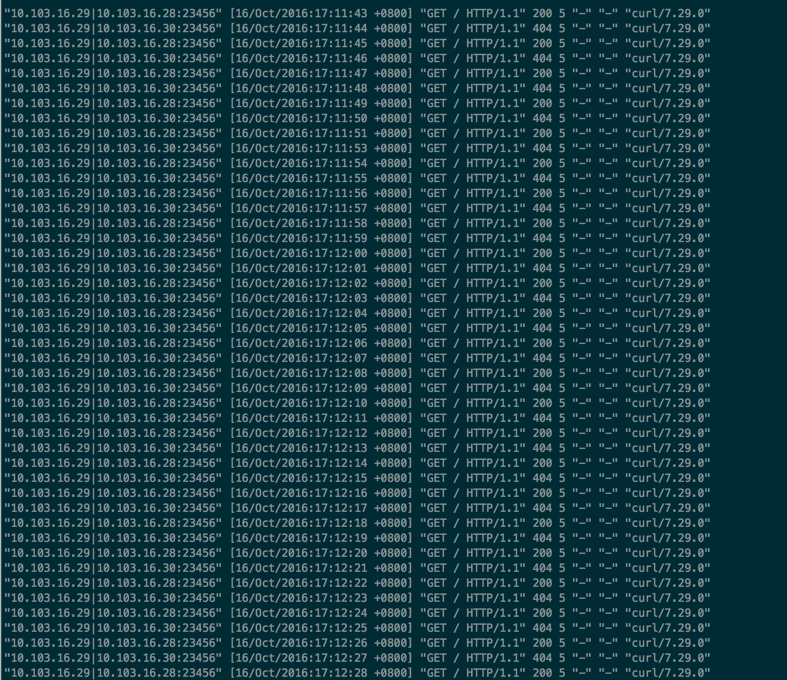 "10.103.16.29|10.103.16.28:23456" [16/Oct/2016:17:11:43 +0800] "GET / HTTP/1.1" 200 5 "-" "-" "curl/7.29.0"
"10.103.16.29|10.103.16.30:23456" [16/Oct/2016:17:11:44 +0800] "GET / HTTP/1.1" 404 5 "-" "-" "curl/7.29.0"
"10.103.16.29|10.103.16.28:23456" [16/Oct/2016:17:11:45 +0800] "GET / HTTP/1.1" 200 5 "-" "-" "curl/7.29.0"
"10.103.16.29|10.103.16.30:23456" [16/Oct/2016:17:11:46 +0800] "GET / HTTP/1.1" 404 5 "-" "-" "curl/7.29.0"
"10.103.16.29|10.103.16.28:23456" [16/Oct/2016:17:11:47 +0800] "GET / HTTP/1.1" 200 5 "-" "-" "curl/7.29.0"
"10.103.16.29|10.103.16.30:23456" [16/Oct/2016:17:11:48 +0800] "GET / HTTP/1.1" 404 5 "-" "-" "curl/7.29.0"
"10.103.16.29|10.103.16.28:23456" [16/Oct/2016:17:11:49 +0800] "GET / HTTP/1.1" 200 5 "-" "-" "curl/7.29.0"
"10.103.16.29|10.103.16.30:23456" [16/Oct/2016:17:11:50 +0800] "GET / HTTP/1.1" 404 5 "-" "-" "curl/7.29.0"
"10.103.16.29|10.103.16.28:23456" [16/Oct/2016:17:11:51 +0800] "GET / HTTP/1.1" 200 5 "-" "-" "curl/7.29.0"
"10.103.16.29|10.103.16.30:23456" [16/Oct/2016:17:11:53 +0800] "GET / HTTP/1.1" 404 5 "-" "-" "curl/7.29.0"
"10.103.16.29|10.103.16.28:23456" [16/Oct/2016:17:11:54 +0800] "GET / HTTP/1.1" 200 5 "-" "-" "curl/7.29.0"
"10.103.16.29|10.103.16.30:23456" [16/Oct/2016:17:11:55 +0800] "GET / HTTP/1.1" 404 5 "-" "-" "curl/7.29.0"
"10.103.16.29|10.103.16.28:23456" [16/Oct/2016:17:11:56 +0800] "GET / HTTP/1.1" 200 5 "-" "-" "curl/7.29.0"
"10.103.16.29|10.103.16.30:23456" [16/Oct/2016:17:11:57 +0800] "GET / HTTP/1.1" 404 5 "-" "-" "curl/7.29.0"
"10.103.16.29|10.103.16.28:23456" [16/Oct/2016:17:11:58 +0800] "GET / HTTP/1.1" 200 5 "-" "-" "curl/7.29.0"
"10.103.16.29|10.103.16.30:23456" [16/Oct/2016:17:11:59 +0800] "GET / HTTP/1.1" 404 5 "-" "-" "curl/7.29.0"
"10.103.16.29|10.103.16.28:23456" [16/Oct/2016:17:12:00 +0800] "GET / HTTP/1.1" 200 5 "-" "-" "curl/7.29.0"
"10.103.16.29|10.103.16.30:23456" [16/Oct/2016:17:12:01 +0800] "GET / HTTP/1.1" 404 5 "-" "-" "curl/7.29.0"
"10.103.16.29|10.103.16.28:23456" [16/Oct/2016:17:12:02 +0800] "GET / HTTP/1.1" 200 5 "-" "-" "curl/7.29.0"
"10.103.16.29|10.103.16.30:23456" [16/Oct/2016:17:12:03 +0800] "GET / HTTP/1.1" 404 5 "-" "-" "curl/7.29.0"
"10.103.16.29|10.103.16.28:23456" [16/Oct/2016:17:12:04 +0800] "GET / HTTP/1.1" 200 5 "-" "-" "curl/7.29.0"
"10.103.16.29|10.103.16.30:23456" [16/Oct/2016:17:12:05 +0800] "GET / HTTP/1.1" 404 5 "-" "-" "curl/7.29.0"
"10.103.16.29|10.103.16.28:23456" [16/Oct/2016:17:12:06 +0800] "GET / HTTP/1.1" 200 5 "-" "-" "curl/7.29.0"
"10.103.16.29|10.103.16.30:23456" [16/Oct/2016:17:12:07 +0800] "GET / HTTP/1.1" 404 5 "-" "-" "curl/7.29.0"
"10.103.16.29|10.103.16.28:23456" [16/Oct/2016:17:12:08 +0800] "GET / HTTP/1.1" 200 5 "-" "-" "curl/7.29.0"
"10.103.16.29|10.103.16.30:23456" [16/Oct/2016:17:12:09 +0800] "GET / HTTP/1.1" 404 5 "-" "-" "curl/7.29.0"
"10.103.16.29|10.103.16.28:23456" [16/Oct/2016:17:12:10 +0800] "GET / HTTP/1.1" 200 5 "-" "-" "curl/7.29.0"
"10.103.16.29|10.103.16.30:23456" [16/Oct/2016:17:12:11 +0800] "GET / HTTP/1.1" 404 5 "-" "-" "curl/7.29.0"
"10.103.16.29|10.103.16.28:23456" [16/Oct/2016:17:12:12 +0800] "GET / HTTP/1.1" 200 5 "-" "-" "curl/7.29.0"
"10.103.16.29|10.103.16.30:23456" [16/Oct/2016:17:12:13 +0800] "GET / HTTP/1.1" 404 5 "-" "-" "curl/7.29.0"
"10.103.16.29|10.103.16.28:23456" [16/Oct/2016:17:12:14 +0800] "GET / HTTP/1.1" 200 5 "-" "-" "curl/7.29.0"
"10.103.16.29|10.103.16.30:23456" [16/Oct/2016:17:12:15 +0800] "GET / HTTP/1.1" 404 5 "-" "-" "curl/7.29.0"
"10.103.16.29|10.103.16.28:23456" [16/Oct/2016:17:12:16 +0800] "GET / HTTP/1.1" 200 5 "-" "-" "curl/7.29.0"
"10.103.16.29|10.103.16.30:23456" [16/Oct/2016:17:12:17 +0800] "GET / HTTP/1.1" 404 5 "-" "-" "curl/7.29.0"
"10.103.16.29|10.103.16.28:23456" [16/Oct/2016:17:12:18 +0800] "GET / HTTP/1.1" 200 5 "-" "-" "curl/7.29.0"
"10.103.16.29|10.103.16.30:23456" [16/Oct/2016:17:12:19 +0800] "GET / HTTP/1.1" 404 5 "-" "-" "curl/7.29.0"
"10.103.16.29|10.103.16.28:23456" [16/Oct/2016:17:12:20 +0800] "GET / HTTP/1.1" 200 5 "-" "-" "curl/7.29.0"
"10.103.16.29|10.103.16.30:23456" [16/Oct/2016:17:12:21 +0800] "GET / HTTP/1.1" 404 5 "-" "-" "curl/7.29.0"
"10.103.16.29|10.103.16.28:23456" [16/Oct/2016:17:12:22 +0800] "GET / HTTP/1.1" 200 5 "-" "-" "curl/7.29.0"
"10.103.16.29|10.103.16.30:23456" [16/Oct/2016:17:12:23 +0800] "GET / HTTP/1.1" 404 5 "-" "-" "curl/7.29.0"
"10.103.16.29|10.103.16.28:23456" [16/Oct/2016:17:12:24 +0800] "GET / HTTP/1.1" 200 5 "-" "-" "curl/7.29.0"
"10.103.16.29|10.103.16.30:23456" [16/Oct/2016:17:12:25 +0800] "GET / HTTP/1.1" 404 5 "-" "-" "curl/7.29.0"
"10.103.16.29|10.103.16.28:23456" [16/Oct/2016:17:12:26 +0800] "GET / HTTP/1.1" 200 5 "-" "-" "curl/7.29.0"
"10.103.16.29|10.103.16.30:23456" [16/Oct/2016:17:12:27 +0800] "GET / HTTP/1.1" 404 5 "-" "-" "curl/7.29.0"
"10.103.16.29|10.103.16.28:23456" [16/Oct/2016:17:12:28 +0800] "GET / HTTP/1.1" 200 5 "-" "-" "curl/7.29.0"